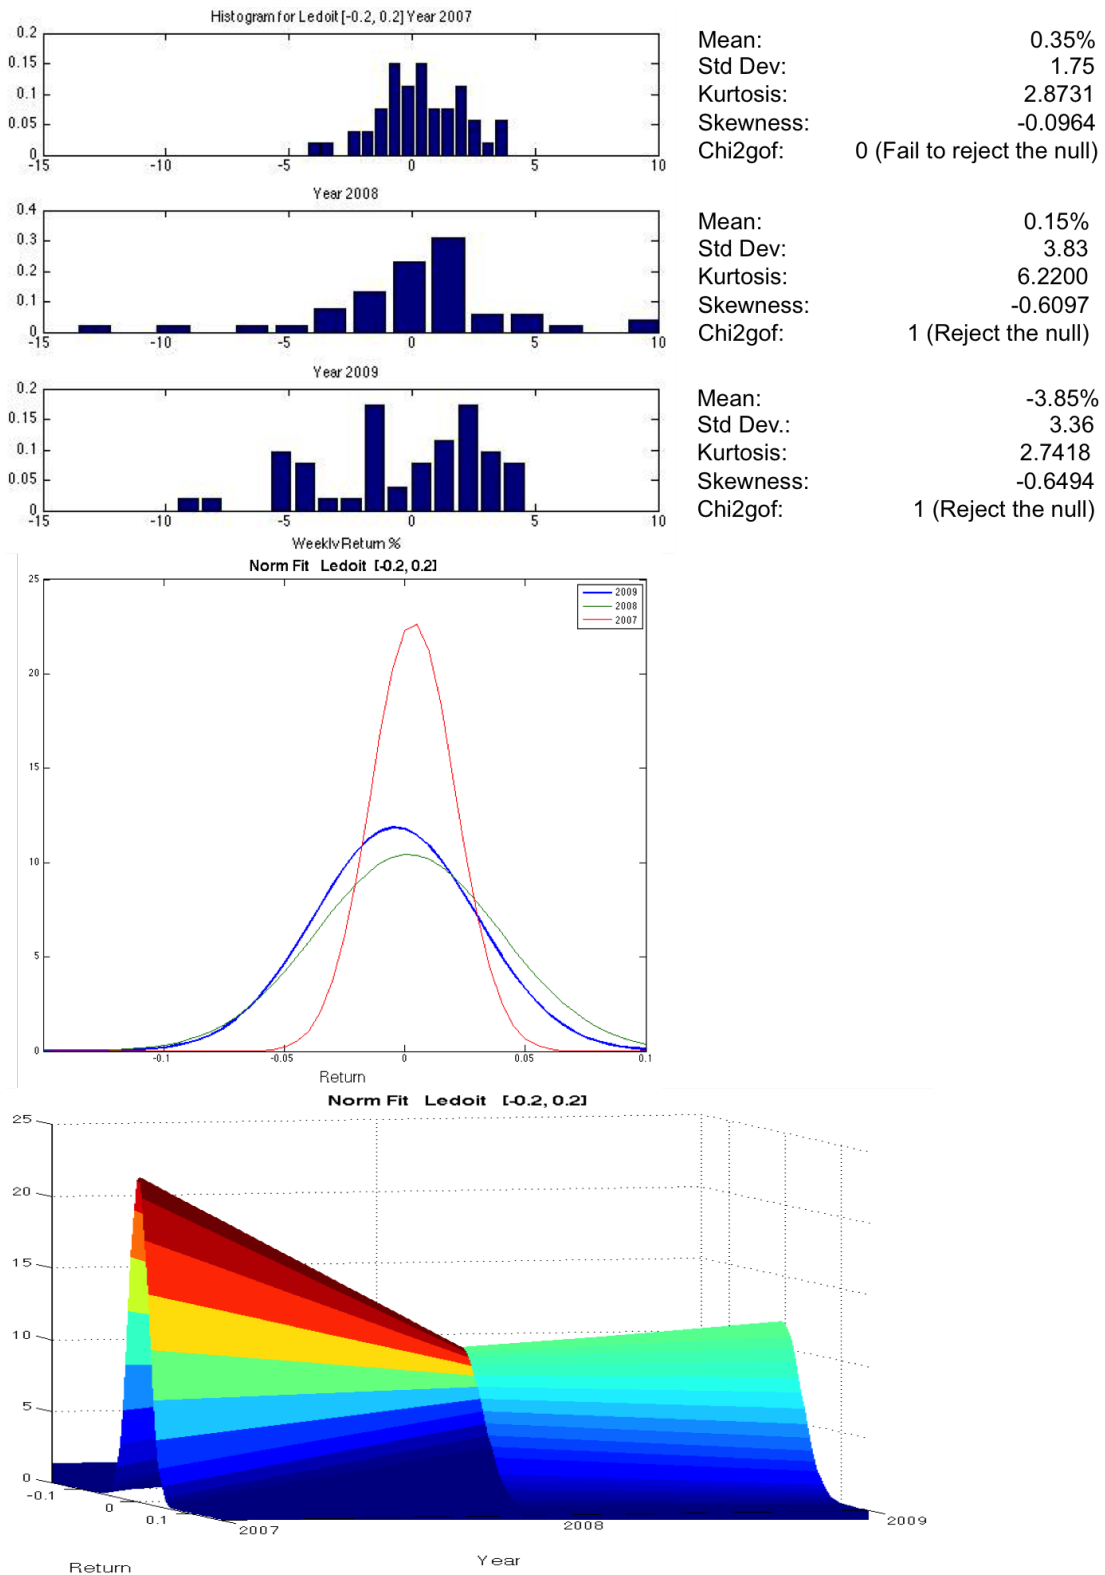 Histogram for Ledoit [-0.2, 0.2] Year 2007
0.2
0.15
0.1
0.05
0
-15 -10 -5 0 5 10
Mean: 0.35%
Std Dev: 1.75
Kurtosis: 2.8731
Skewness: -0.0964
Chi2gof: 0 (Fail to reject the null)
Year 2008
0.4
0.3
0.2
0.1
0
-15 -10 -5 0 5 10
Mean: 0.15%
Std Dev: 3.83
Kurtosis: 6.2200
Skewness: -0.6097
Chi2gof: 1 (Reject the null)
Year 2009
0.2
0.15
0.1
0.05
0
-15 -10 -5 0 5 10
Weekly Return %
Mean: -3.85%
Std Dev.: 3.36
Kurtosis: 2.7418
Skewness: -0.6494
Chi2gof: 1 (Reject the null)
Norm Fit Ledoit [-0.2, 0.2]
25
20
15
10
5
0
2009
2008
2007
-0.1 -0.05 0 0.05 0.1
Return
Norm Fit Ledoit [-0.2, 0.2]
25
20
15
10
5
0
-0.1 0 0.1
2007 2008 2009
Return Year